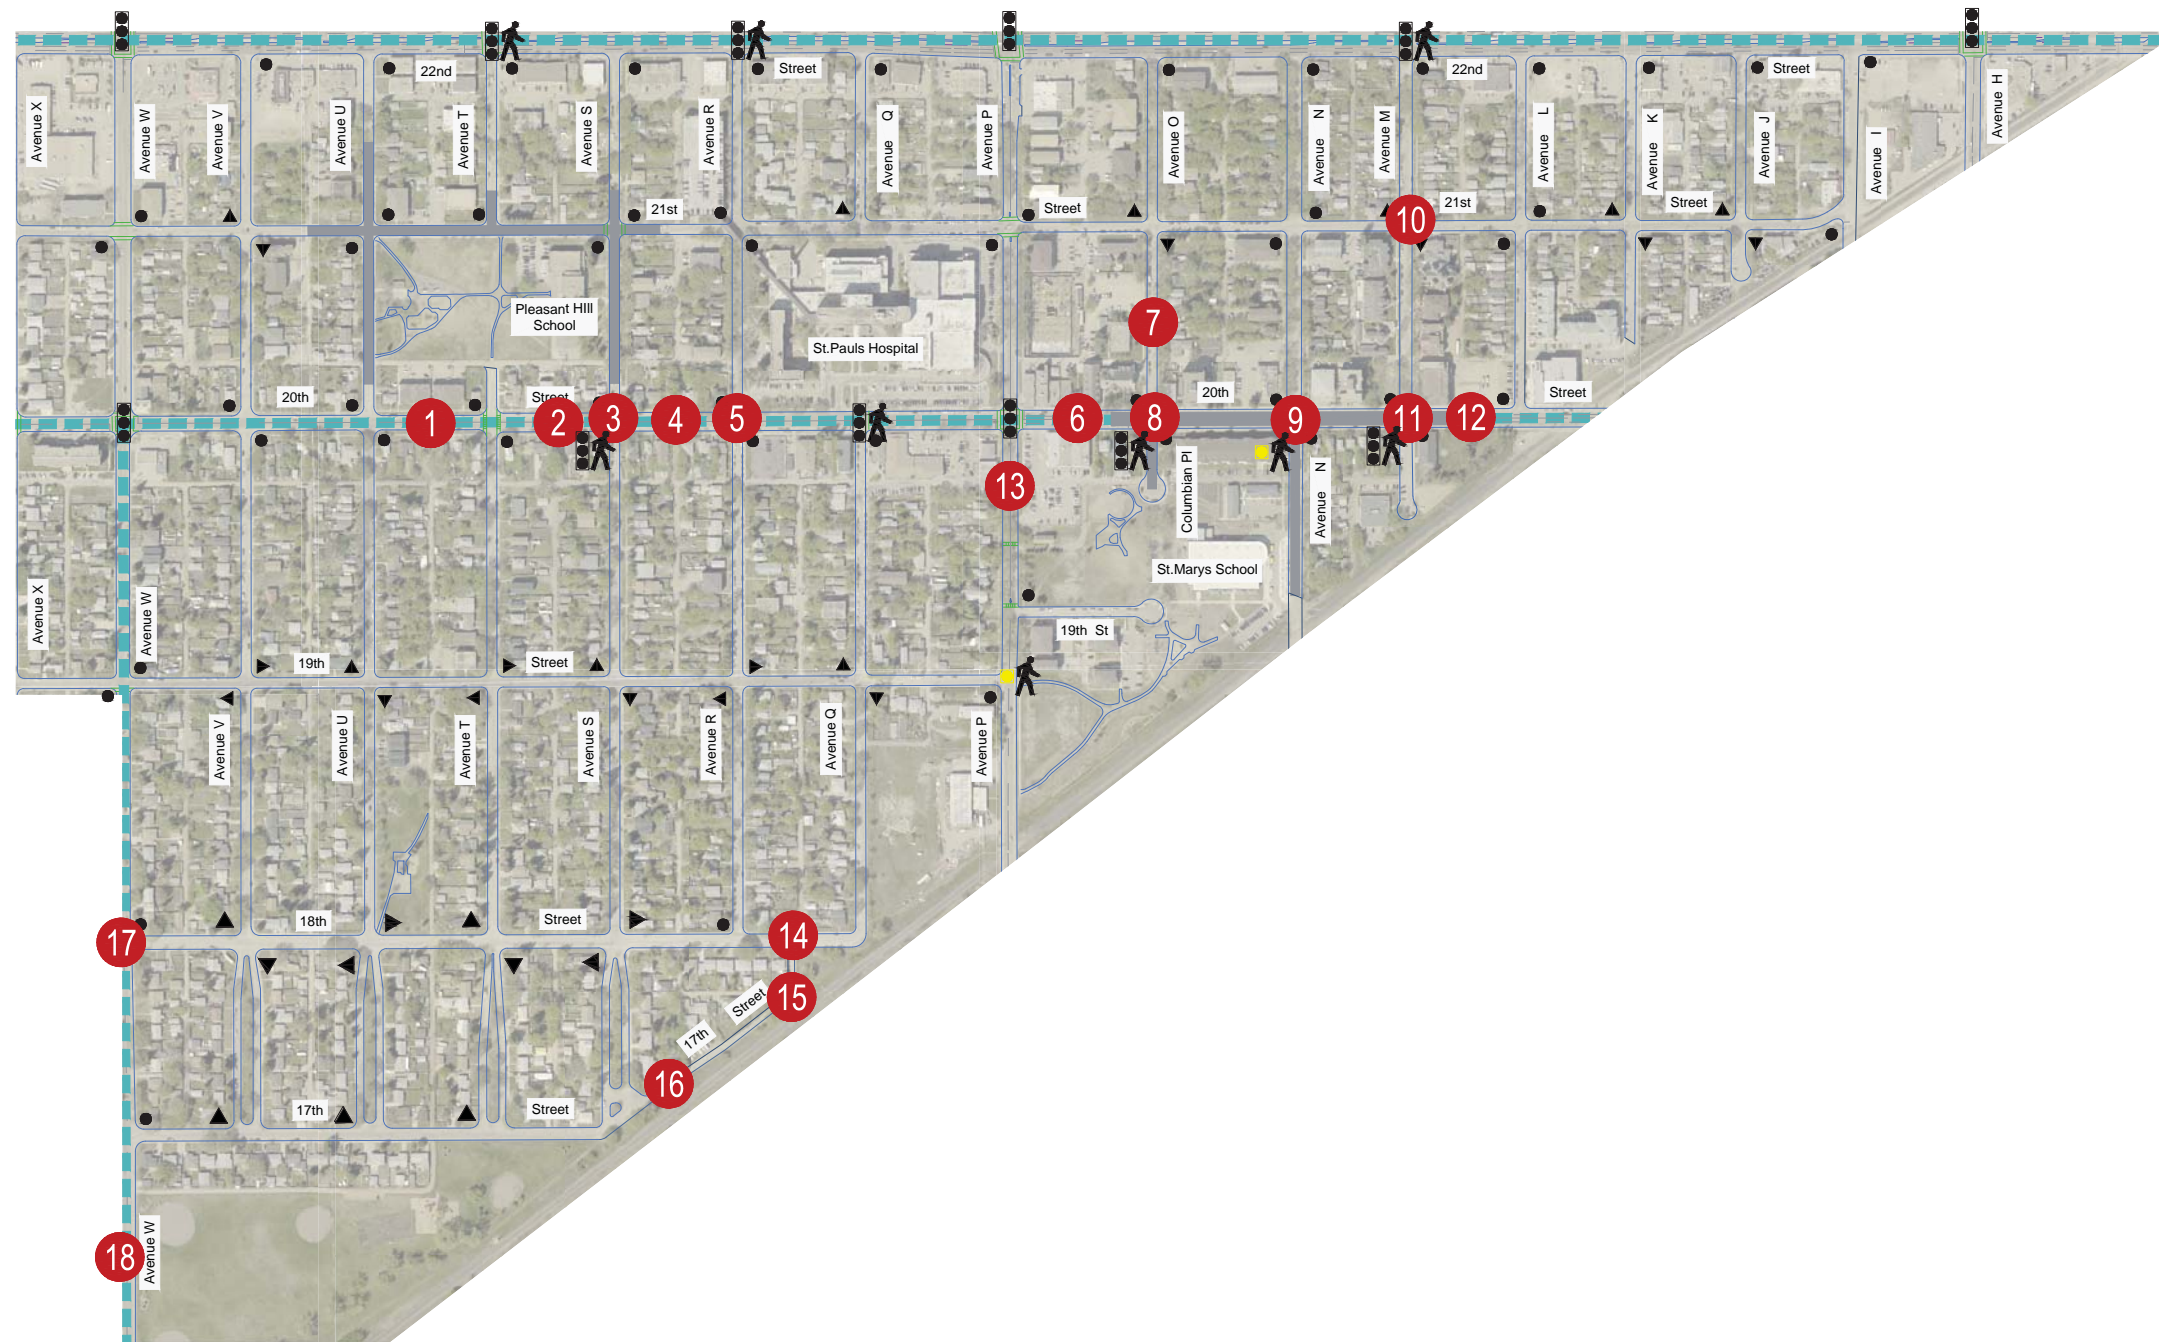 22nd
Street
22nd
Street
Avenue X
Avenue W
Avenue V
Avenue U
Avenue T
Avenue S
Avenue R
Avenue Q
Avenue P
Avenue O
Avenue N
Avenue M
Avenue L
Avenue K
Avenue J
Avenue I
Avenue H
21st
Street
21st
Street
10
Pleasant HIll
School
St.Pauls Hospital
7
20th
Street
20th
Street
1
2
3
4
5
6
8
9
11
12
13
Columbian Pl
Avenue N
St.Marys School
Avenue X
Avenue W
19th
Street
19th St
Avenue V
Avenue U
Avenue T
Avenue S
Avenue R
Avenue Q
Avenue P
18th
Street
17
14
15
Street
17th
16
17th
Street
Avenue W
18